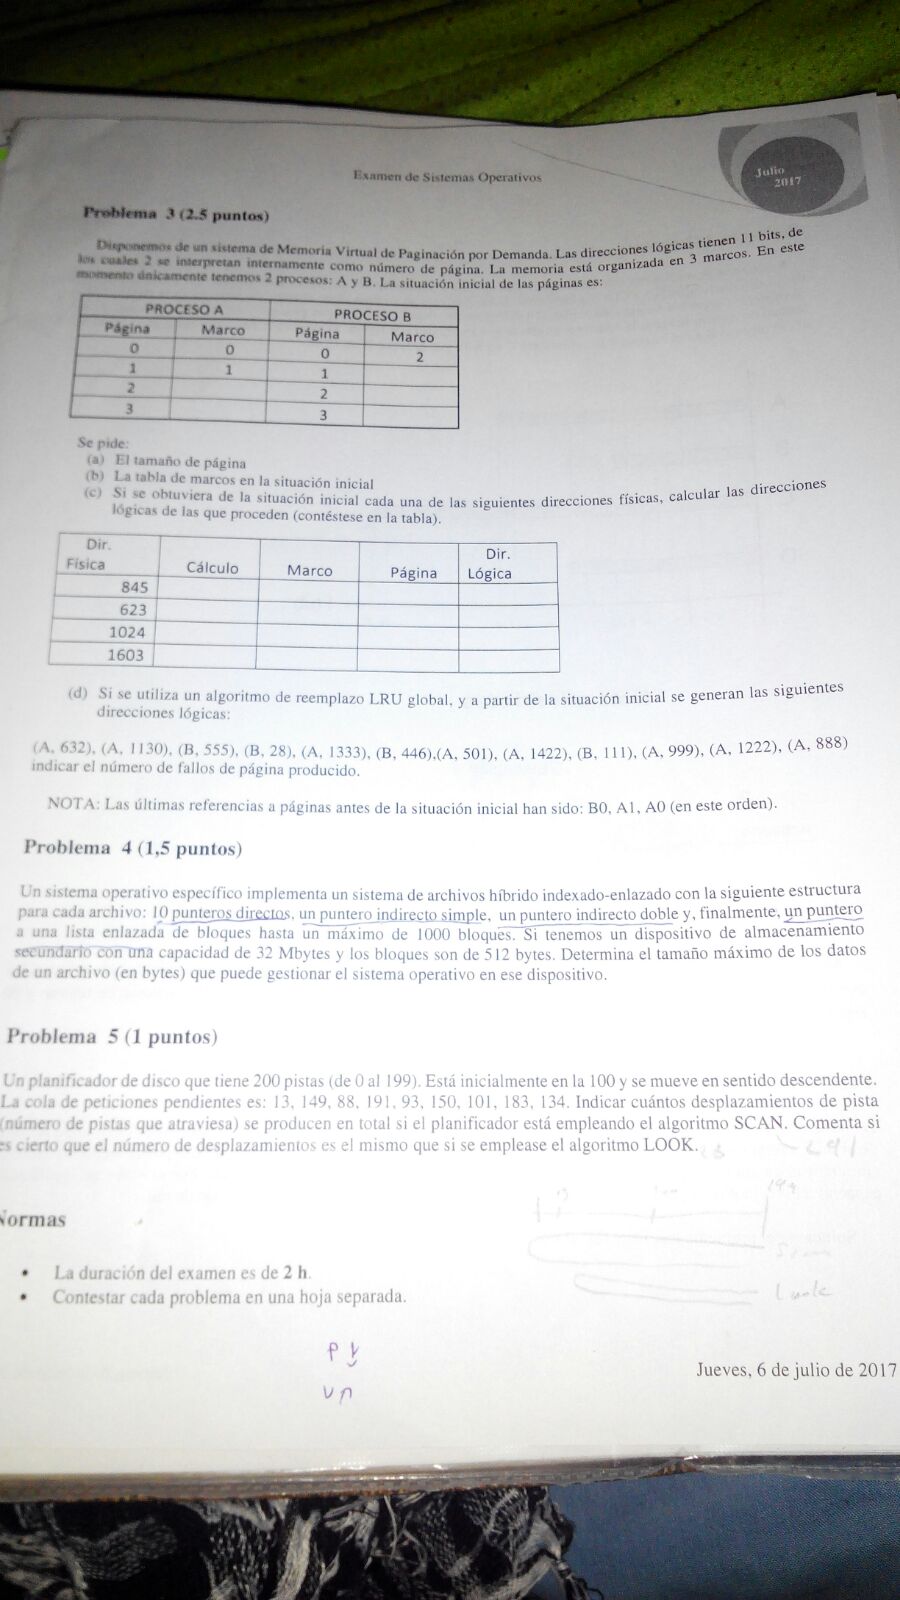 Examen de Sistemas Operativos
Julio
2017
Problema 3 (2.5 puntos)
Disponemos de un sistema de Memoria Virtual de Paginación por Demanda. Las direcciones lógicas tienen 11 bits, de
los cuales 2 se interpretan internamente como número de página. La memoria está organizada en 3 marcos. En este
momento únicamente tenemos 2 procesos: A y B. La situación inicial de las páginas es:
PROCESO A PROCESO B
Página Marco Página Marco
0 0 0 2
1 1 1
2 2
3 3
Se pide:
(a) El tamaño de página
(b) La tabla de marcos en la situación inicial
(c) Si se obtuviera de la situación inicial cada una de las siguientes direcciones físicas, calcular las direcciones
lógicas de las que proceden (contéstese en la tabla).
Dir. Física Cálculo Marco Página Dir. Lógica
845
623
1024
1603
(d) Si se utiliza un algoritmo de reemplazo LRU global, y a partir de la situación inicial se generan las siguientes
direcciones lógicas:
(A, 632), (A, 1130), (B, 555), (B, 28), (A, 1333), (B, 446),(A, 501), (A, 1422), (B, 111), (A, 999), (A, 1222), (A, 888)
indicar el número de fallos de página producido.
NOTA: Las últimas referencias a páginas antes de la situación inicial han sido: B0, A1, A0 (en este orden).
Problema 4 (1,5 puntos)
Un sistema operativo específico implementa un sistema de archivos híbrido indexado-enlazado con la siguiente estructura
para cada archivo: 10 punteros directos, un puntero indirecto simple, un puntero indirecto doble y, finalmente, un puntero
a una lista enlazada de bloques hasta un máximo de 1000 bloques. Si tenemos un dispositivo de almacenamiento
secundario con una capacidad de 32 Mbytes y los bloques son de 512 bytes. Determina el tamaño máximo de los datos
de un archivo (en bytes) que puede gestionar el sistema operativo en ese dispositivo.
Problema 5 (1 puntos)
Un planificador de disco que tiene 200 pistas (de 0 al 199). Está inicialmente en la 100 y se mueve en sentido descendente.
La cola de peticiones pendientes es: 13, 149, 88, 191, 93, 150, 101, 183, 134. Indicar cuántos desplazamientos de pista
(número de pistas que atraviesa) se producen en total si el planificador está empleando el algoritmo SCAN. Comenta si
es cierto que el número de desplazamientos es el mismo que si se emplease el algoritmo LOOK.
199
Scan
Look
Normas
• La duración del examen es de 2 h.
• Contestar cada problema en una hoja separada.
Jueves, 6 de julio de 2017